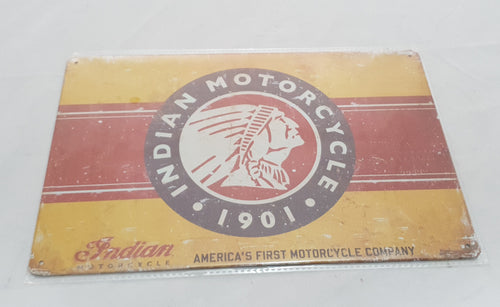 INDIAN MOTORCYCLE
• 1901 •
Indian
MOTORCYCLE
AMERICA'S FIRST MOTORCYCLE COMPANY